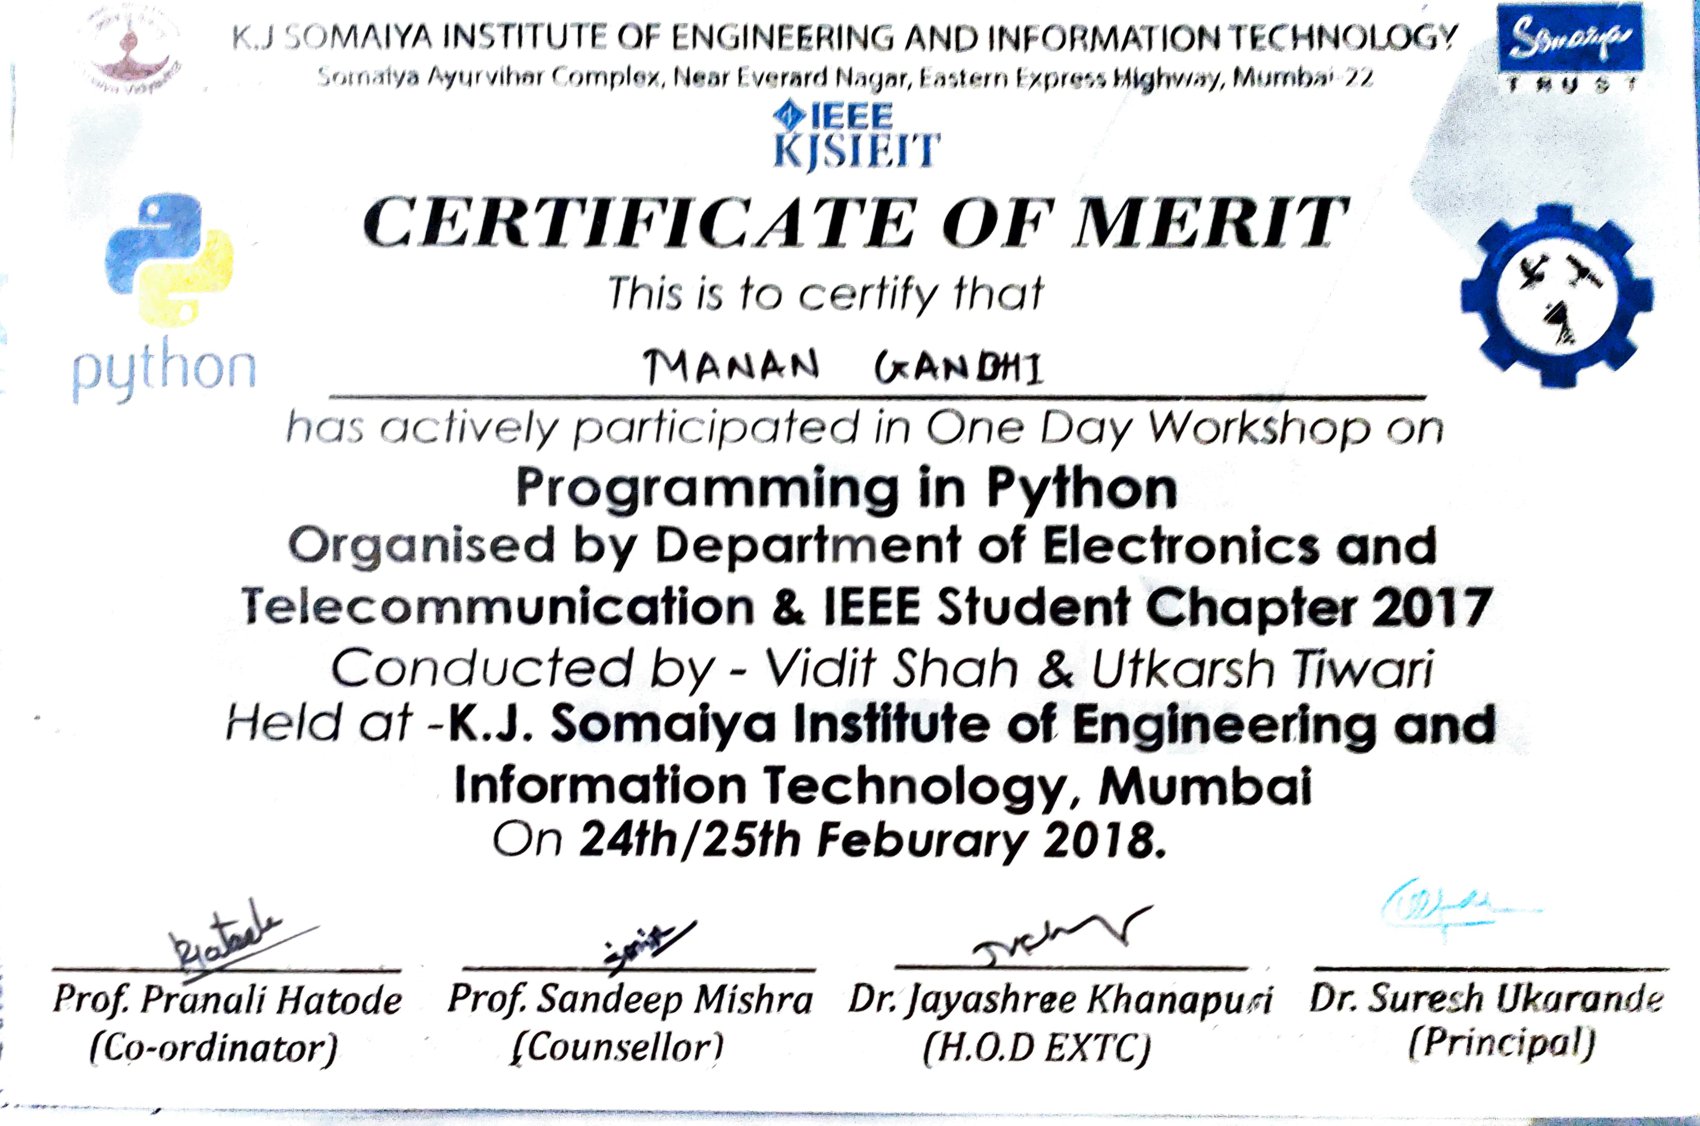 K.J SOMAIYA INSTITUTE OF ENGINEERING AND INFORMATION TECHNOLOGY
Somaiya Ayurvihar Complex, Near Everard Nagar, Eastern Express Highway, Mumbai-22
Somaiya
TRUST
IEEE
KJSIEIT
CERTIFICATE OF MERIT
This is to certify that
python
MANAN GANDHI
has actively participated in One Day Workshop on
Programming in Python
Organised by Department of Electronics and
Telecommunication & IEEE Student Chapter 2017
Conducted by - Vidit Shah & Utkarsh Tiwari
Held at -K.J. Somaiya Institute of Engineering and
Information Technology, Mumbai
On 24th/25th Feburary 2018.
Prof. Pranali Hatode
(Co-ordinator)
Prof. Sandeep Mishra
(Counsellor)
Dr. Jayashree Khanapuri
(H.O.D EXTC)
Dr. Suresh Ukarande
(Principal)